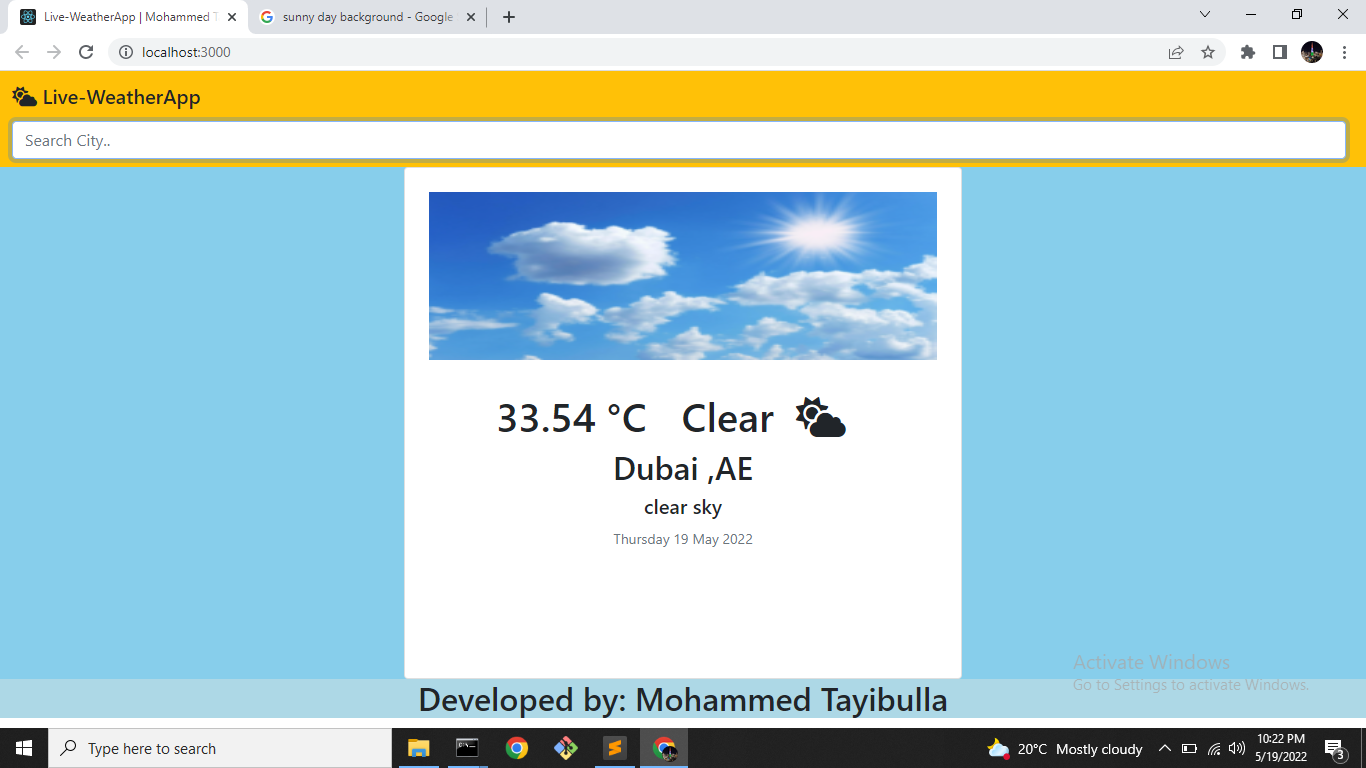 Live-WeatherApp | Mohammed T
sunny day background - Google
localhost:3000
Live-WeatherApp
Search City..
33.54 °C Clear
Dubai ,AE
clear sky
Thursday 19 May 2022
Activate Windows
Go to Settings to activate Windows.
Developed by: Mohammed Tayibulla
Type here to search
20°C Mostly cloudy
10:22 PM
5/19/2022
3